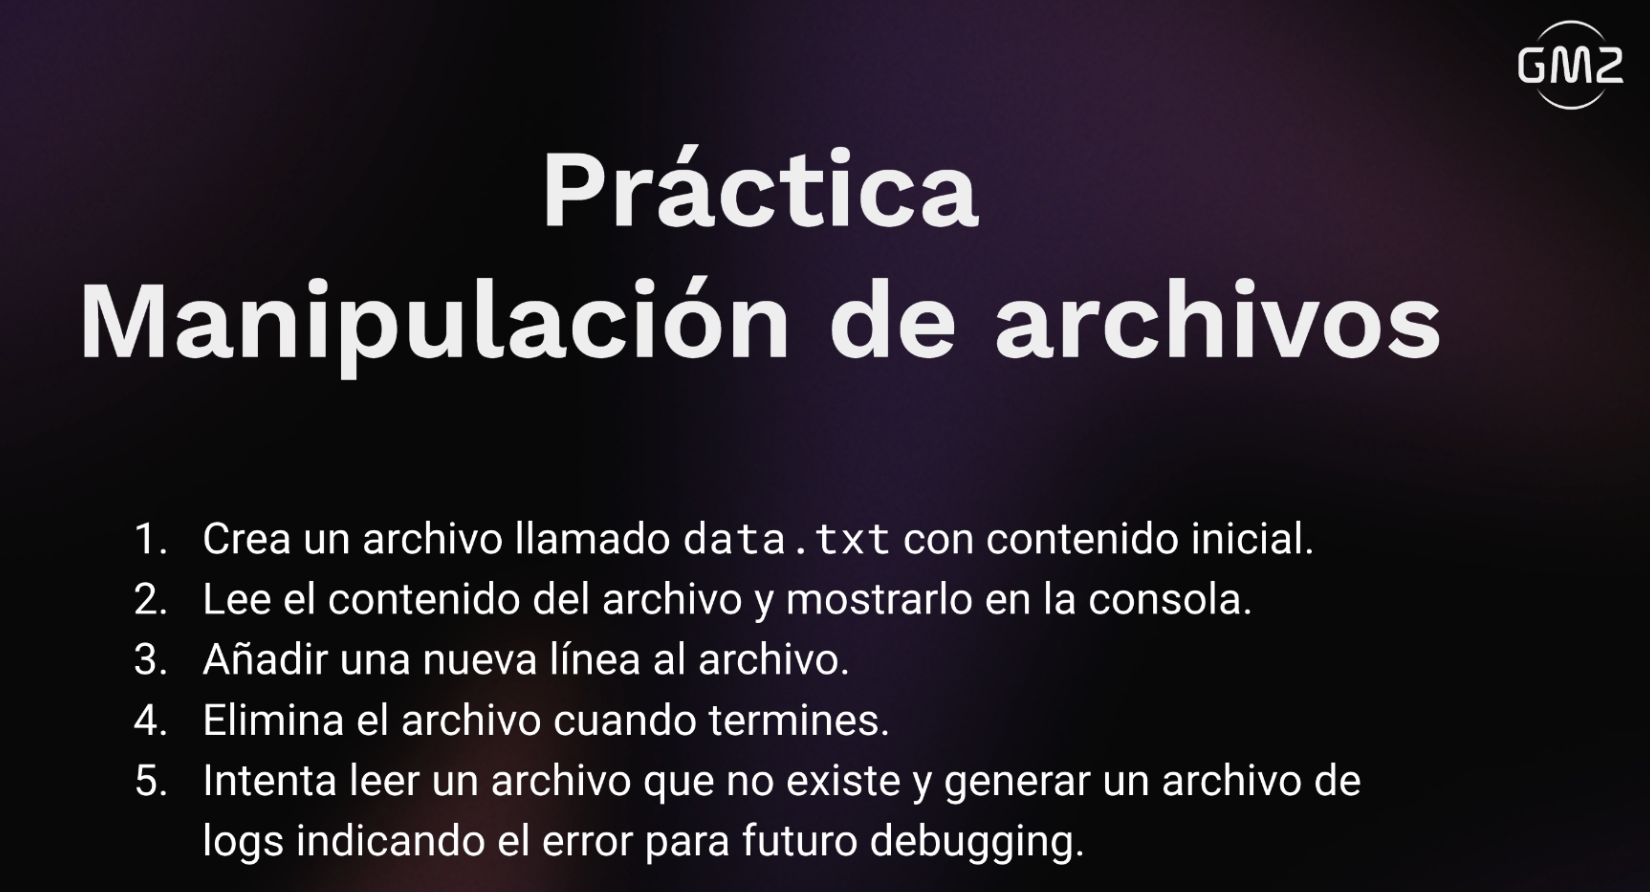 GM2
Práctica
Manipulación de archivos
1. Crea un archivo llamado data.txt con contenido inicial.
2. Lee el contenido del archivo y mostrarlo en la consola.
3. Añadir una nueva línea al archivo.
4. Elimina el archivo cuando termines.
5. Intenta leer un archivo que no existe y generar un archivo de
logs indicando el error para futuro debugging.